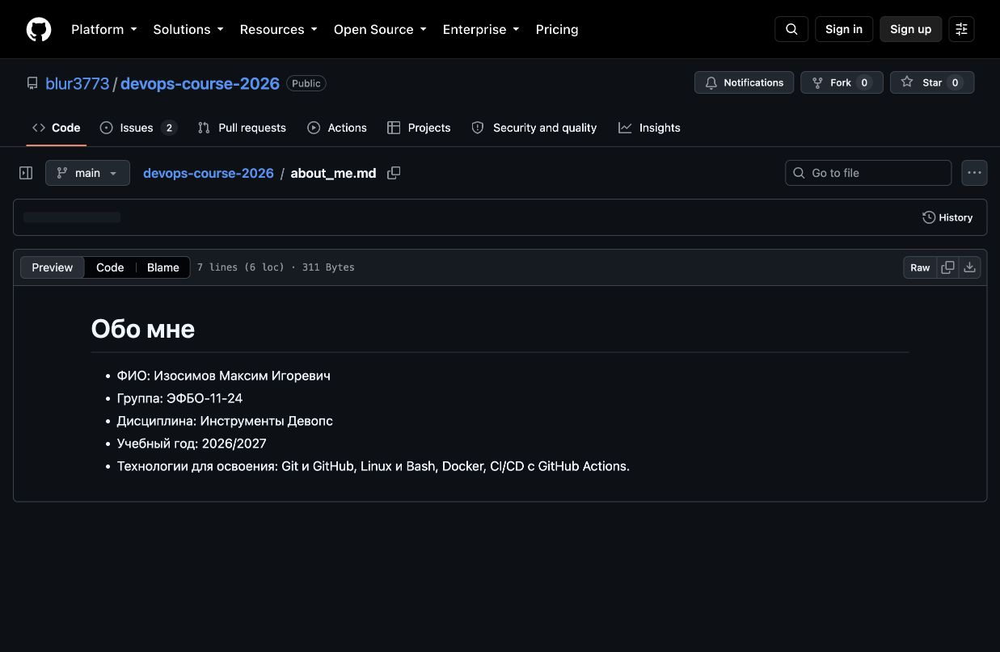 Platform Solutions Resources Open Source Enterprise Pricing Sign in Sign up
blur3773/devops-course-2026 Public Notifications Fork 0 Star 0
Code Issues 2 Pull requests Actions Projects Security and quality Insights
main devops-course-2026 / about_me.md Go to file
History
Preview Code Blame 7 lines (6 loc) · 311 Bytes Raw
Обо мне
• ФИО: Изосимов Максим Игоревич
• Группа: ЭФБО-11-24
• Дисциплина: Инструменты Девопс
• Учебный год: 2026/2027
• Технологии для освоения: Git и GitHub, Linux и Bash, Docker, CI/CD с GitHub Actions.